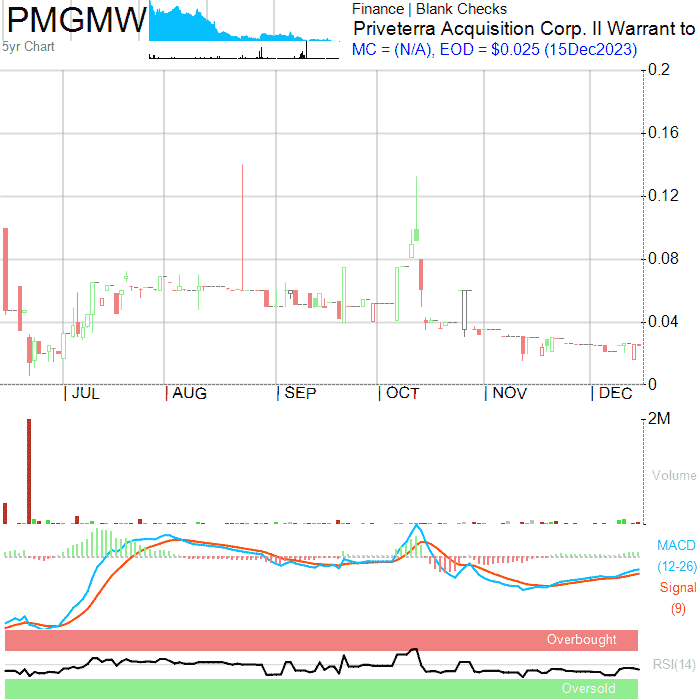 PMGMW
5yr Chart
Finance | Blank Checks
Priveterra Acquisition Corp. II Warrant to
MC = (N/A), EOD = $0.025 (15Dec2023)
0.2
0.16
0.12
0.08
0.04
0
| JUL | AUG | SEP | OCT | NOV | DEC
2M
Volume
MACD
(12-26)
Signal
(9)
Overbought
RSI(14)
Oversold